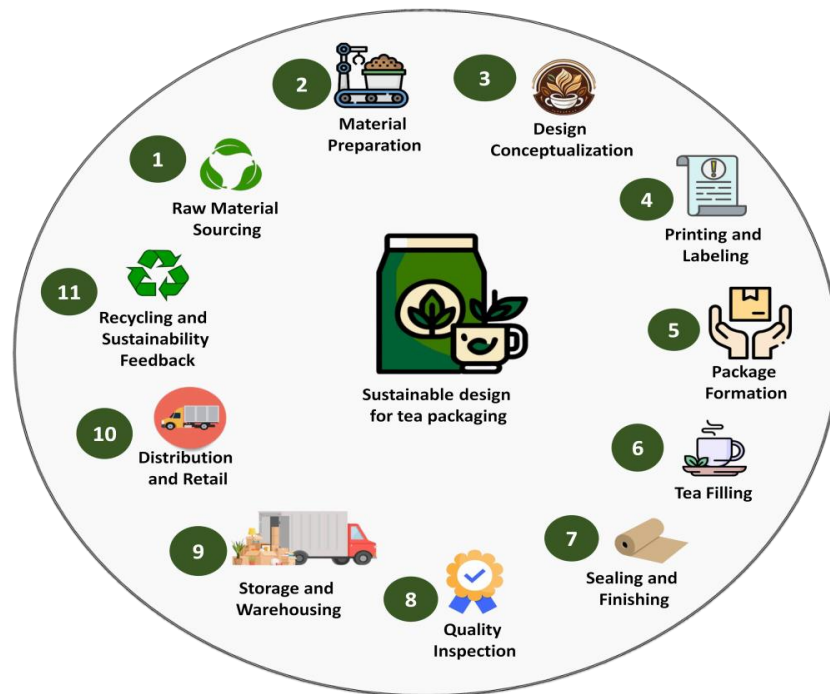 1
Raw Material
Sourcing
2
Material
Preparation
3
Design
Conceptualization
4
Printing and
Labeling
5
Package
Formation
6
Tea Filling
7
Sealing and
Finishing
8
Quality
Inspection
9
Storage and
Warehousing
10
Distribution
and Retail
11
Recycling and
Sustainability
Feedback
Sustainable design
for tea packaging